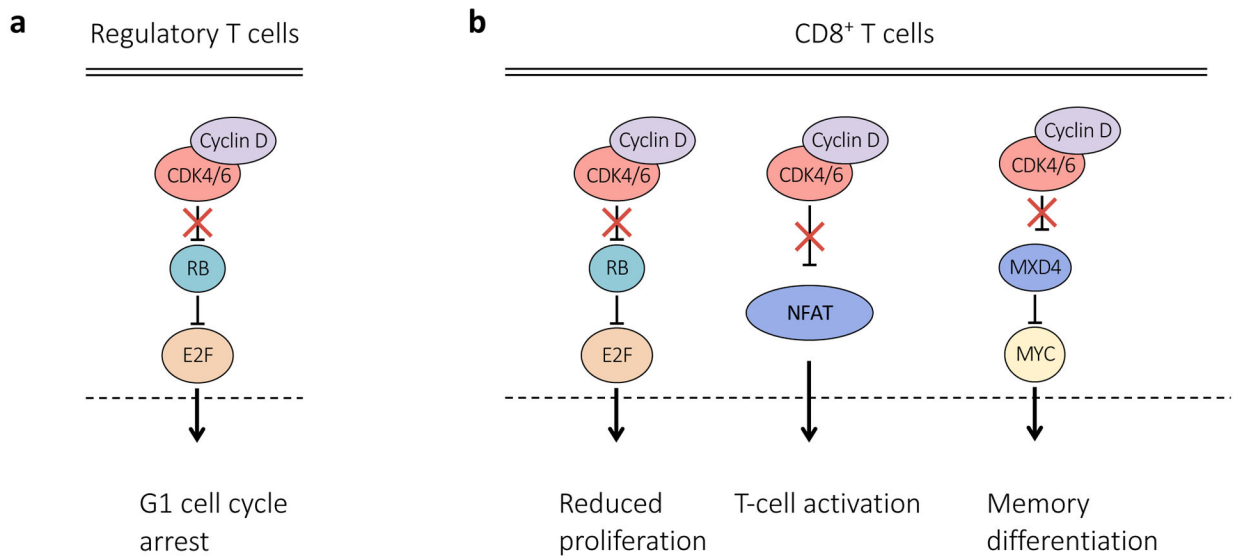 a
Regulatory T cells
Cyclin D
CDK4/6
RB
E2F
G1 cell cycle
arrest
b
CD8+ T cells
Cyclin D
CDK4/6
RB
E2F
Reduced
proliferation
Cyclin D
CDK4/6
NFAT
T-cell activation
Cyclin D
CDK4/6
MXD4
MYC
Memory
differentiation